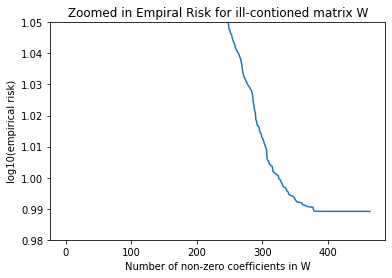 Zoomed in Empiral Risk for ill-contioned matrix W
1.05
1.04
1.03
1.02
1.01
1.00
0.99
0.98
log10(empirical risk)
0 100 200 300 400
Number of non-zero coefficients in W